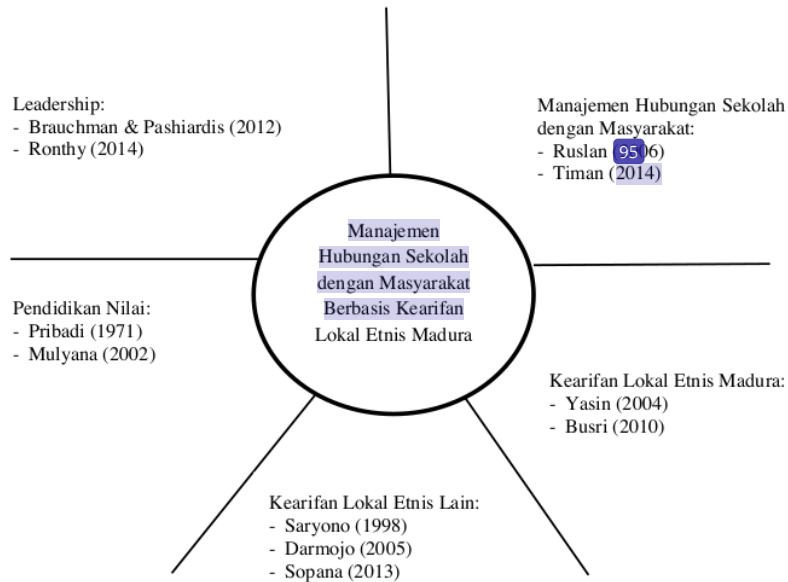 Leadership:
- Brauchman & Pashiardis (2012)
- Ronthy (2014)
Manajemen Hubungan Sekolah
dengan Masyarakat:
- Ruslan 95 06)
- Timan (2014)
Manajemen
Hubungan Sekolah
dengan Masyarakat
Berbasis Kearifan
Lokal Etnis Madura
Pendidikan Nilai:
- Pribadi (1971)
- Mulyana (2002)
Kearifan Lokal Etnis Madura:
- Yasin (2004)
- Busri (2010)
Kearifan Lokal Etnis Lain:
- Saryono (1998)
- Darmojo (2005)
- Sopana (2013)